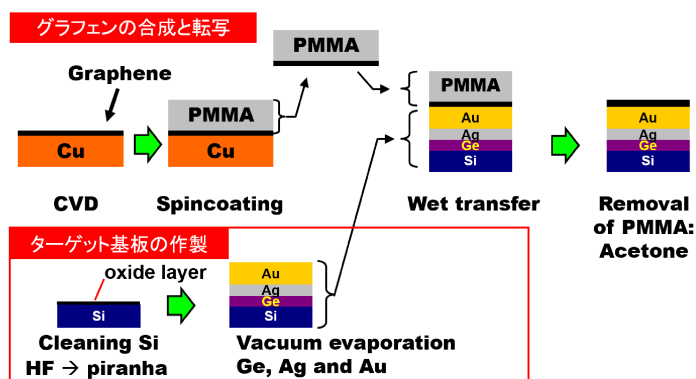 グラフェンの合成と転写
Graphene
Cu
CVD
PMMA
Cu
Spincoating
PMMA
PMMA
Au
Ag
Ge
Si
Wet transfer
Au
Ag
Ge
Si
Removal
of PMMA:
Acetone
ターゲット基板の作製
oxide layer
Si
Cleaning Si
HF → piranha
Au
Ag
Ge
Si
Vacuum evaporation
Ge, Ag and Au